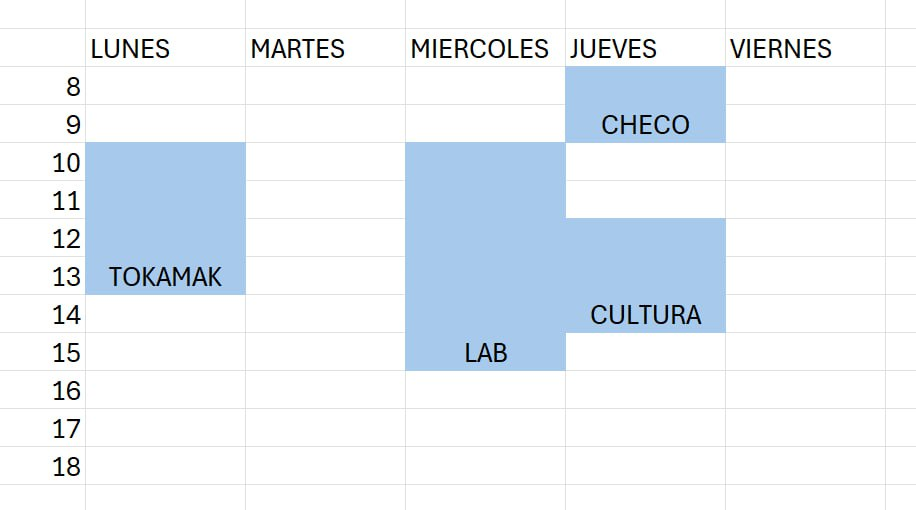 LUNES MARTES MIERCOLES JUEVES VIERNES
8
9 CHECO
10
11
12
13 TOKAMAK
14 CULTURA
15 LAB
16
17
18